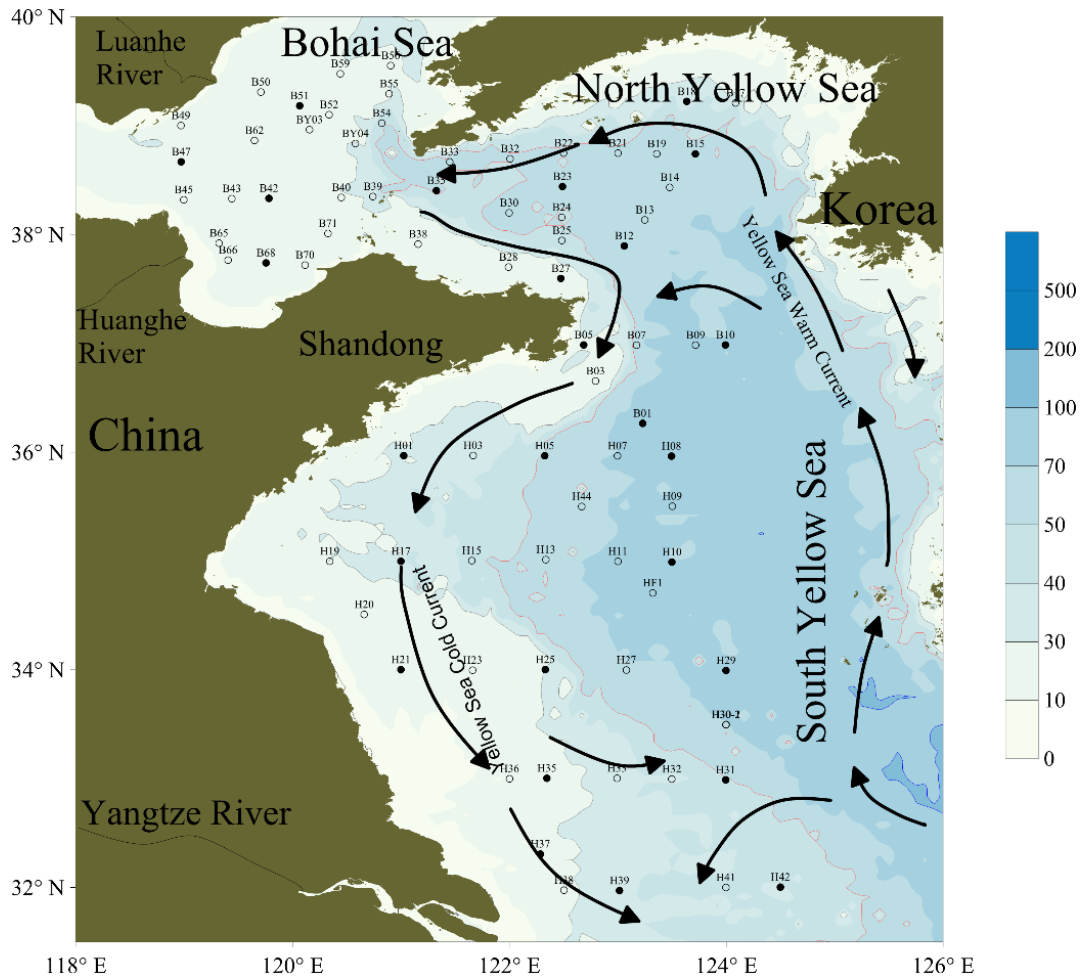 40° N
Luanhe
River
Bohai Sea
North Yellow Sea
B59
B56
B50
B55
B51
B52
B18
B49
BY03
B54
B62
BY04
B47
B33
B32
B22
B21
B19
B15
B23
B14
B45
B43
B42
B40
B39
B35
B30
B24
B13
Korea
38° N
B65
B71
B38
B25
B12
B66
B68
B70
B28
B27
Yellow Sea Warm Current
Huanghe
River
Shandong
B05
B07
B09
B10
B03
China
B01
36° N
H01
H03
H05
H07
H08
H44
H09
H19
H17
H15
H13
H11
H10
HF1
H20
Yellow Sea Cold Current
South Yellow Sea
34° N
H21
H23
H25
H27
H29
H36
H35
H33
H32
H31
Yangtze River
H37
32° N
H38
H39
H41
H42
118° E
120° E
122° E
124° E
126° E
500
200
100
70
50
40
30
10
0